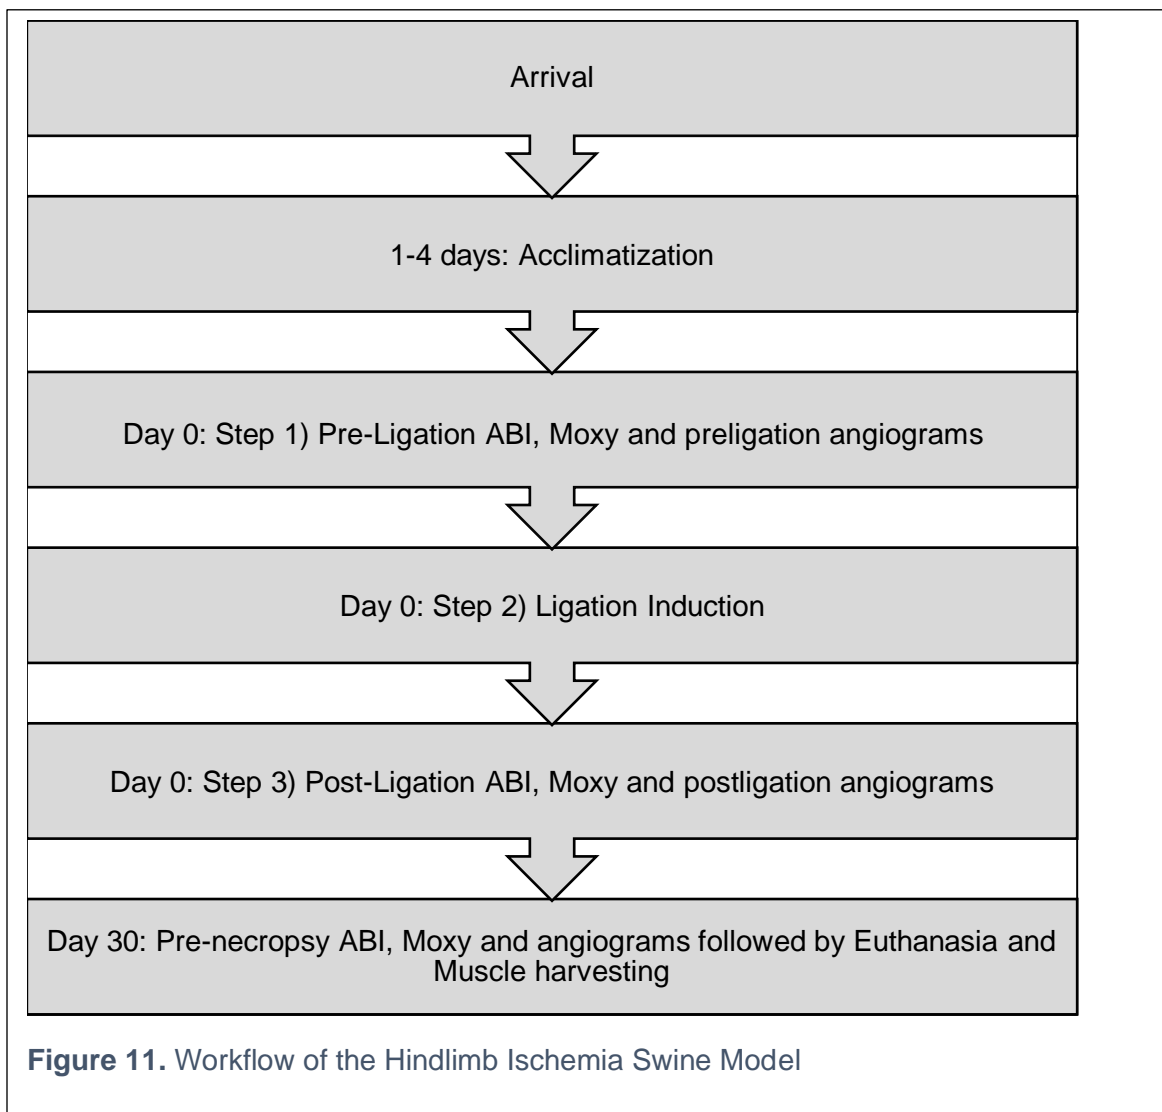 Arrival
1-4 days: Acclimatization
Day 0: Step 1) Pre-Ligation ABI, Moxy and preligation angiograms
Day 0: Step 2) Ligation Induction
Day 0: Step 3) Post-Ligation ABI, Moxy and postligation angiograms
Day 30: Pre-necropsy ABI, Moxy and angiograms followed by Euthanasia and
Muscle harvesting
Figure 11. Workflow of the Hindlimb Ischemia Swine Model